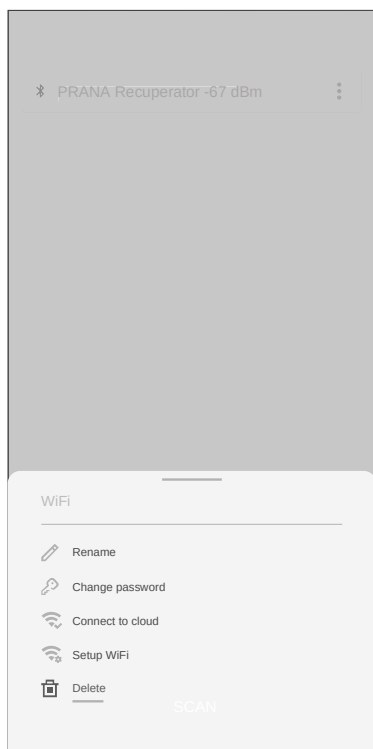 PRANA Recuperator -67 dBm
WiFi
Rename
Change password
Connect to cloud
Setup WiFi
Delete
SCAN